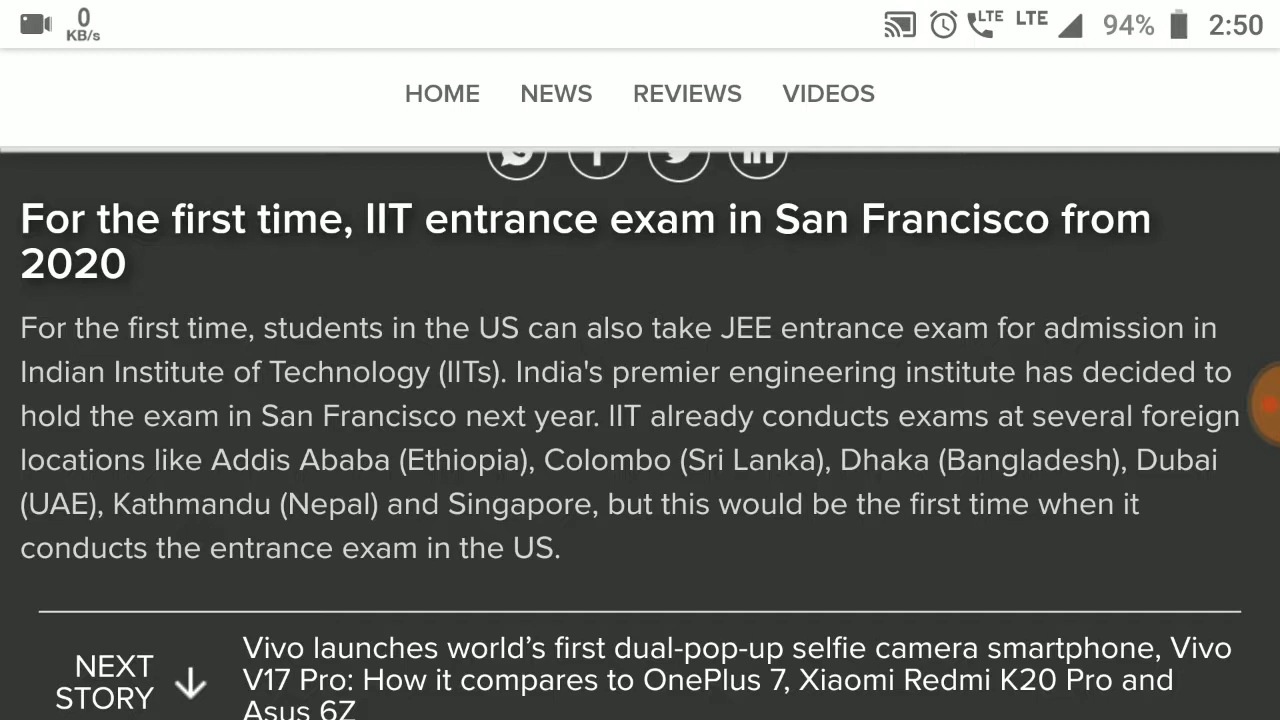 0
KB/s
LTE
LTE
94%
2:50
HOME NEWS REVIEWS VIDEOS
For the first time, IIT entrance exam in San Francisco from
2020
For the first time, students in the US can also take JEE entrance exam for admission in
Indian Institute of Technology (IITs). India's premier engineering institute has decided to
hold the exam in San Francisco next year. IIT already conducts exams at several foreign
locations like Addis Ababa (Ethiopia), Colombo (Sri Lanka), Dhaka (Bangladesh), Dubai
(UAE), Kathmandu (Nepal) and Singapore, but this would be the first time when it
conducts the entrance exam in the US.
NEXT
STORY
Vivo launches world’s first dual-pop-up selfie camera smartphone, Vivo
V17 Pro: How it compares to OnePlus 7, Xiaomi Redmi K20 Pro and
Asus 6Z